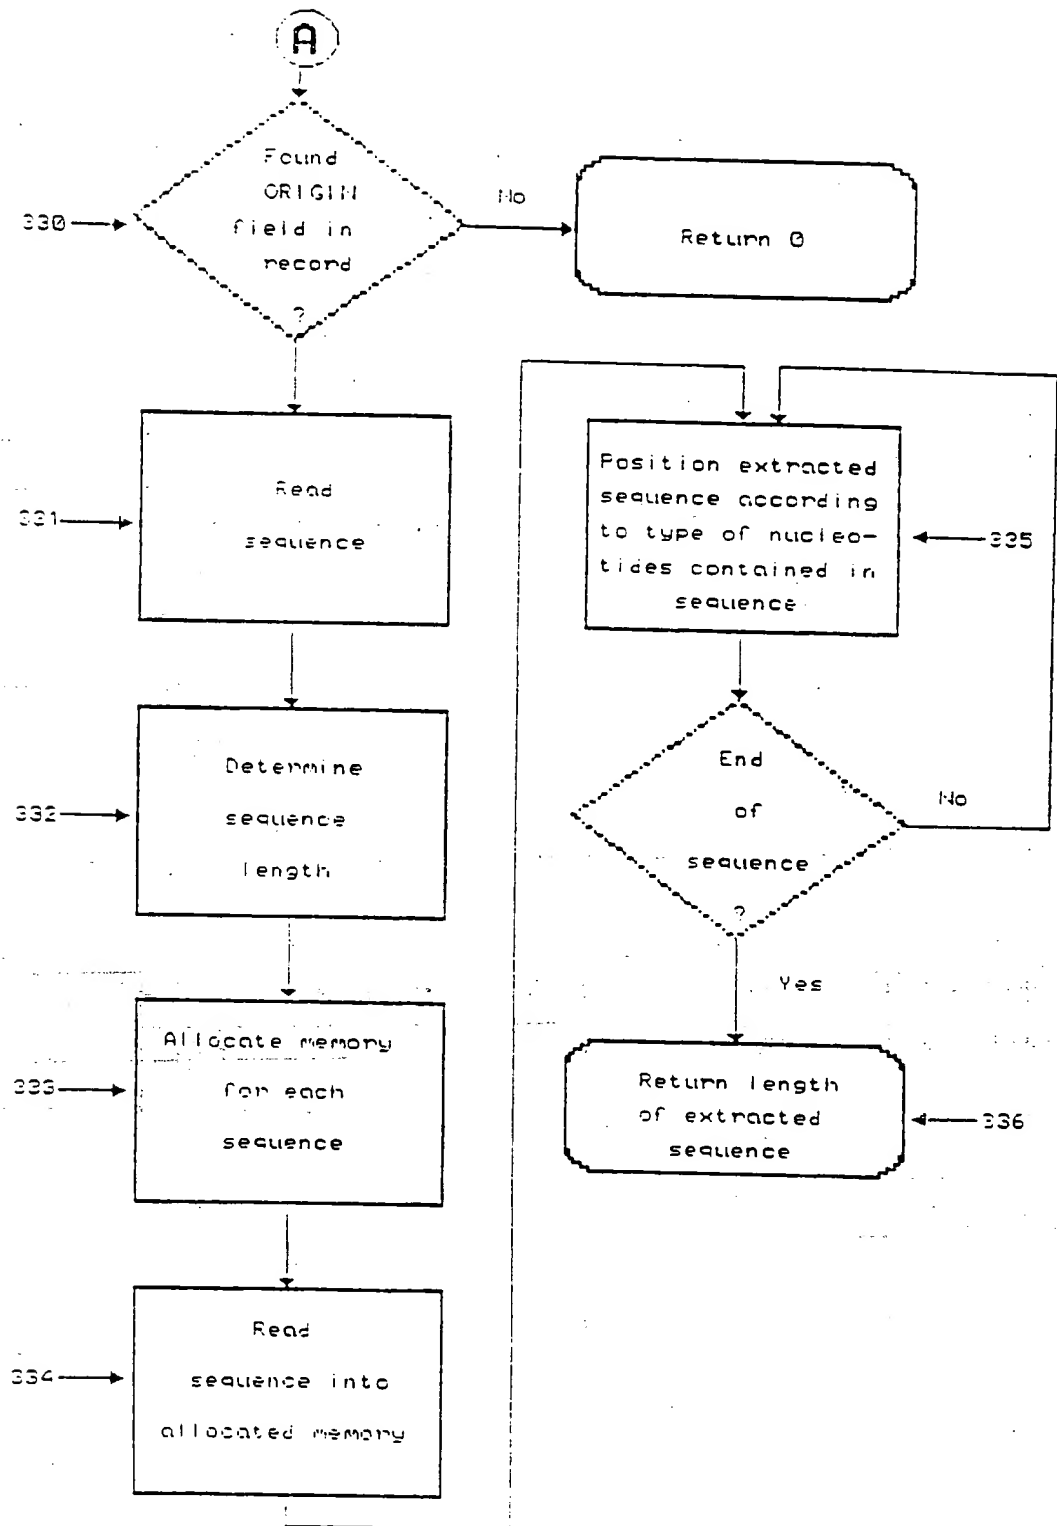 A
Found
ORIGIN
field in
record
?
330
No
Return 0
Read
sequence
331
Determine
sequence
length
332
Allocate memory
for each
sequence
333
Read
sequence into
allocated memory
334
Position extracted
sequence according
to type of nucleo-
tides contained in
sequence
335
End
of
sequence
?
No
Yes
Return length
of extracted
sequence
336